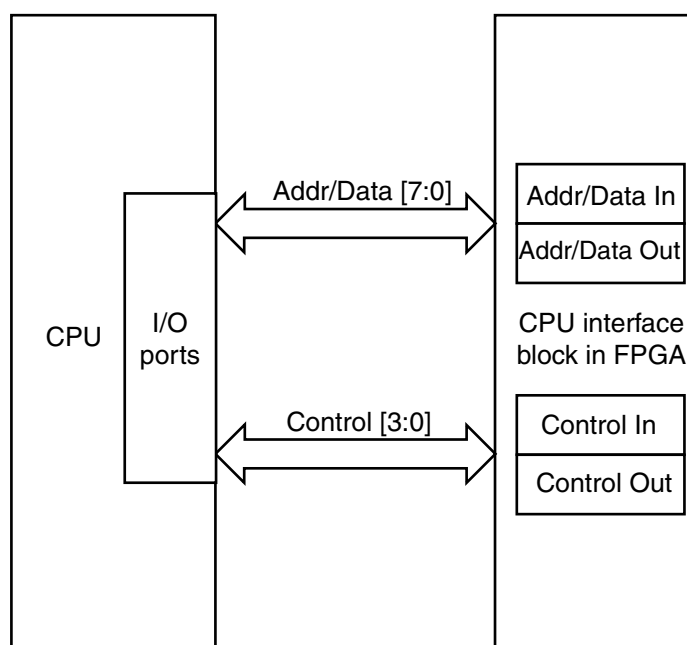 Addr/Data [7:0]
Addr/Data In
Addr/Data Out
CPU
I/O
ports
CPU interface
block in FPGA
Control [3:0]
Control In
Control Out